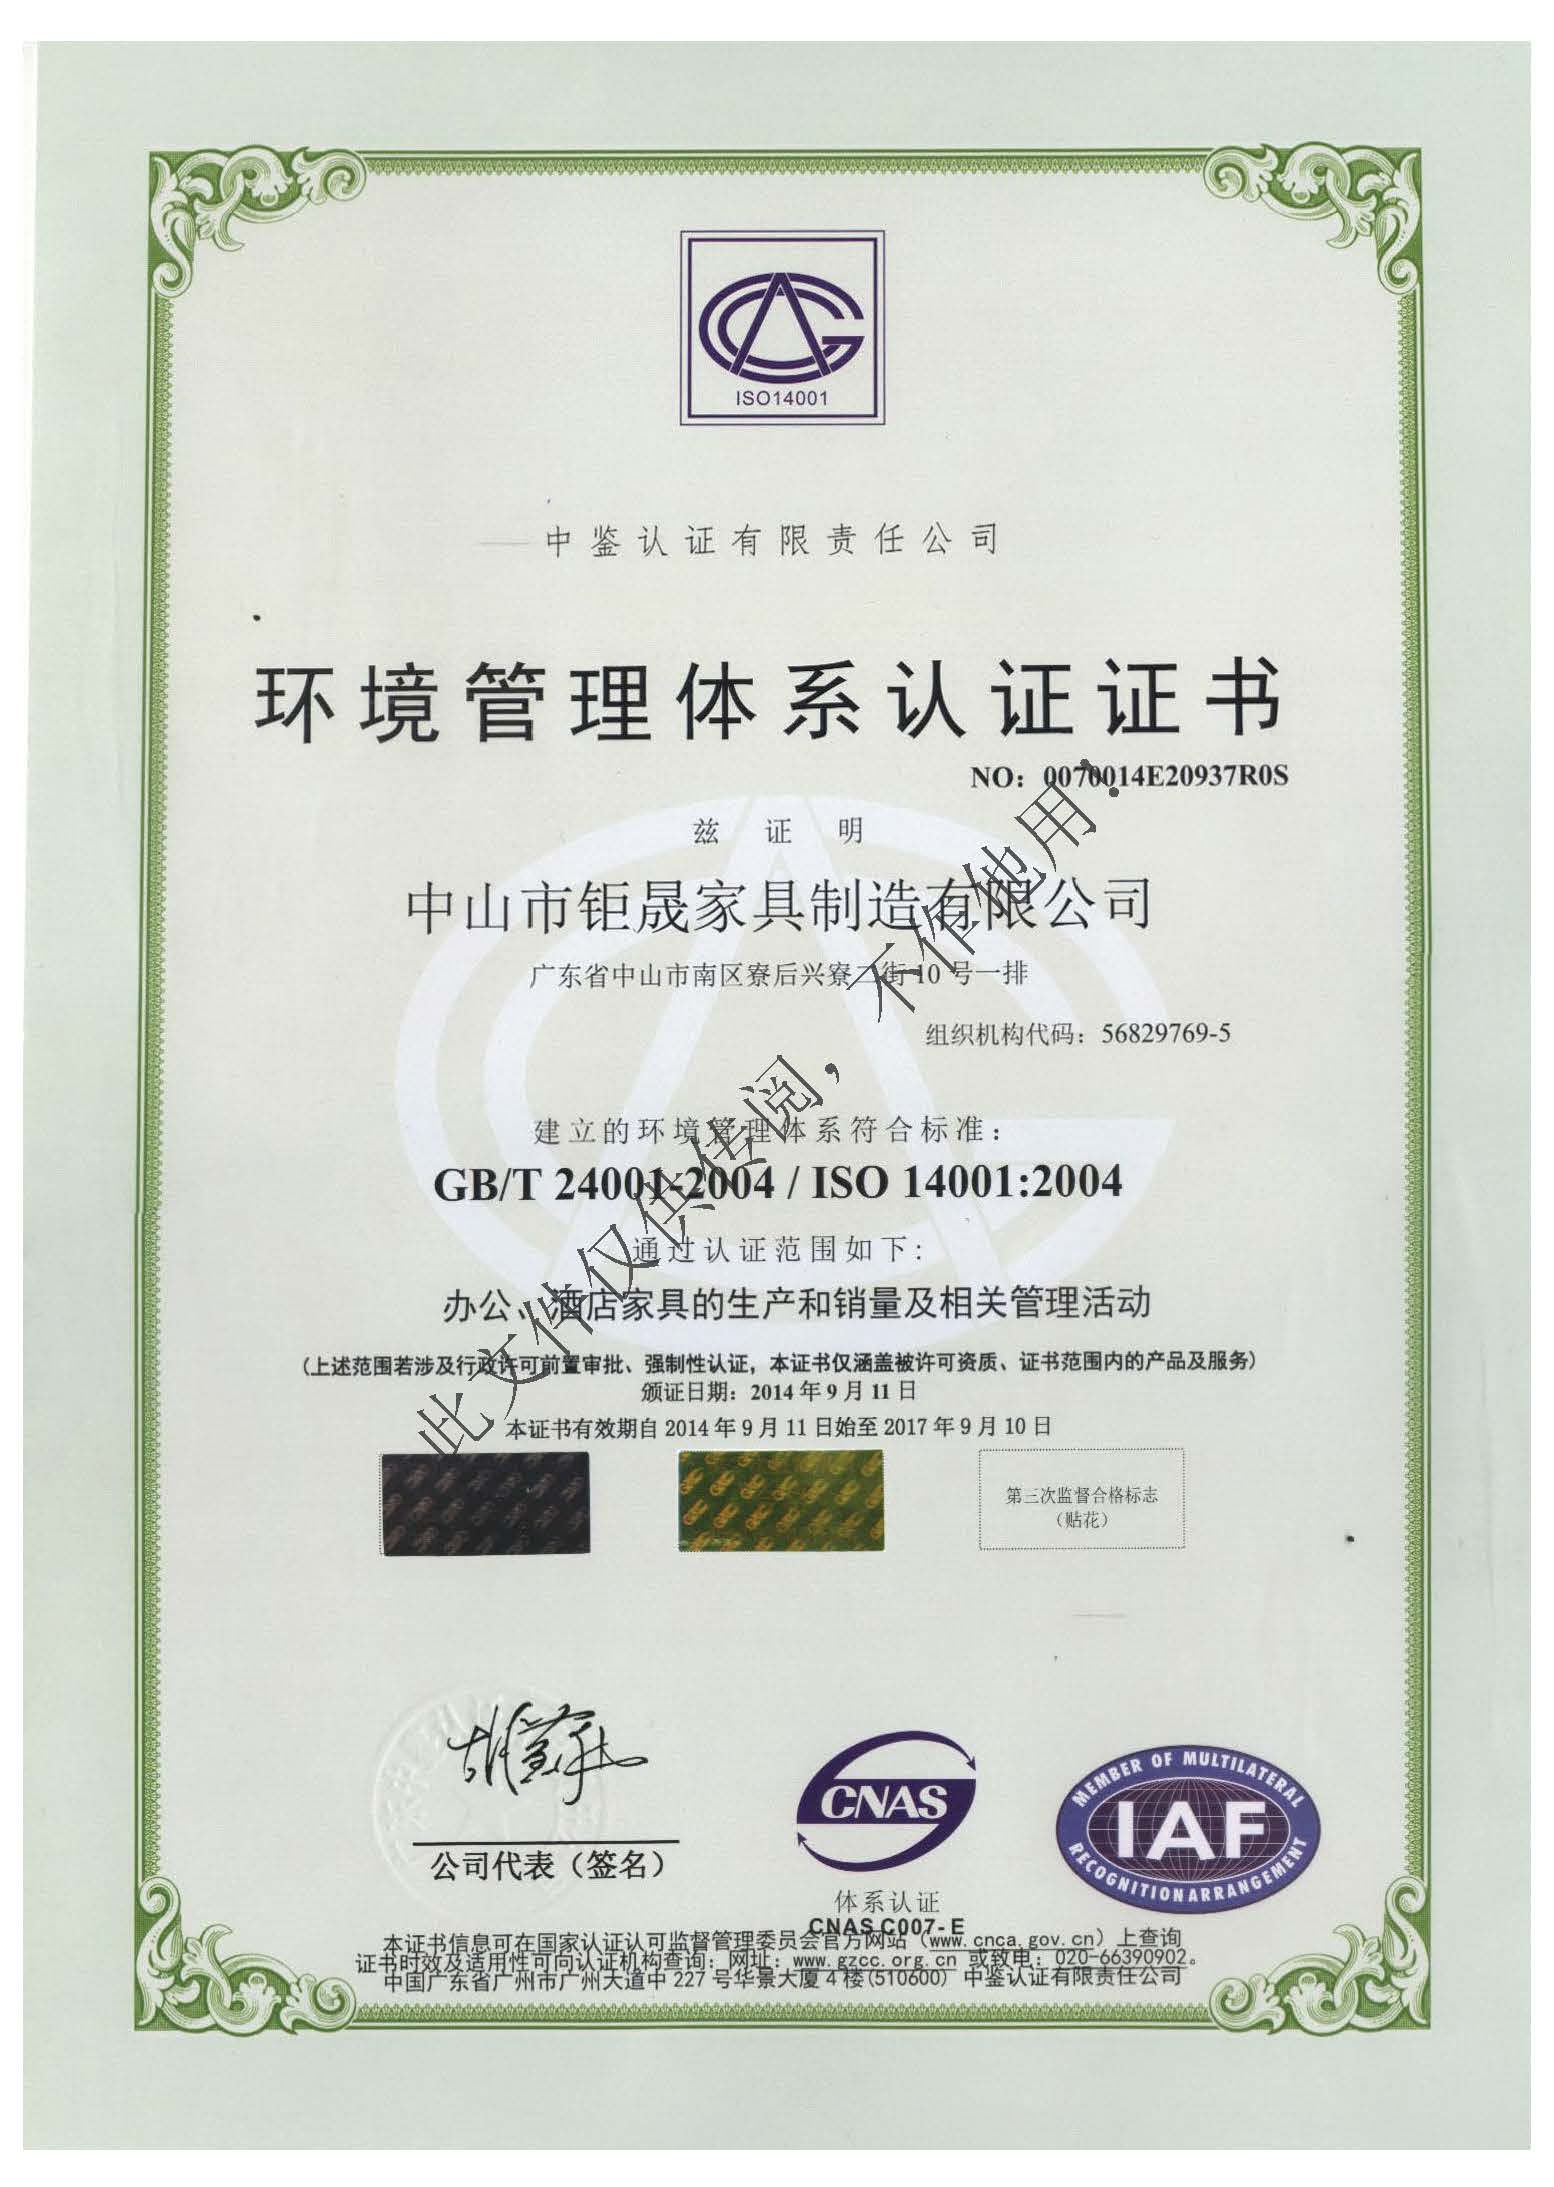 ISO14001
中鉴认证有限责任公司
环境管理体系认证证书
NO：0070014E20937R0S
兹 证 明
中山市钜晟家具制造有限公司
广东省中山市南区寮后兴寮二街10号一排
组织机构代码：56829769-5
建立的环境管理体系符合标准：
GB/T 24001-2004 / ISO 14001:2004
通过认证范围如下：
办公、酒店家具的生产和销量及相关管理活动
（上述范围若涉及行政许可前置审批、强制性认证，本证书仅涵盖被许可资质、证书范围内的产品及服务）
颁证日期：2014年9月11日
本证书有效期自2014年9月11日始至2017年9月10日
第三次监督合格标志
（贴花）
此文件仅供传阅，不作他用！
公司代表（签名）
CNAS
体系认证
CNAS C007-E
MEMBER OF MULTILATERAL
IAF
RECOGNITION ARRANGEMENT
本证书信息可在国家认证认可监督管理委员会官方网站（www.cnca.gov.cn）上查询
证书时效及适用性可向认证机构查询：网址：www.gzcc.org.cn 或致电：020-66390902。
中国广东省广州市广州大道中227号华景大厦4楼(510600) 中鉴认证有限责任公司